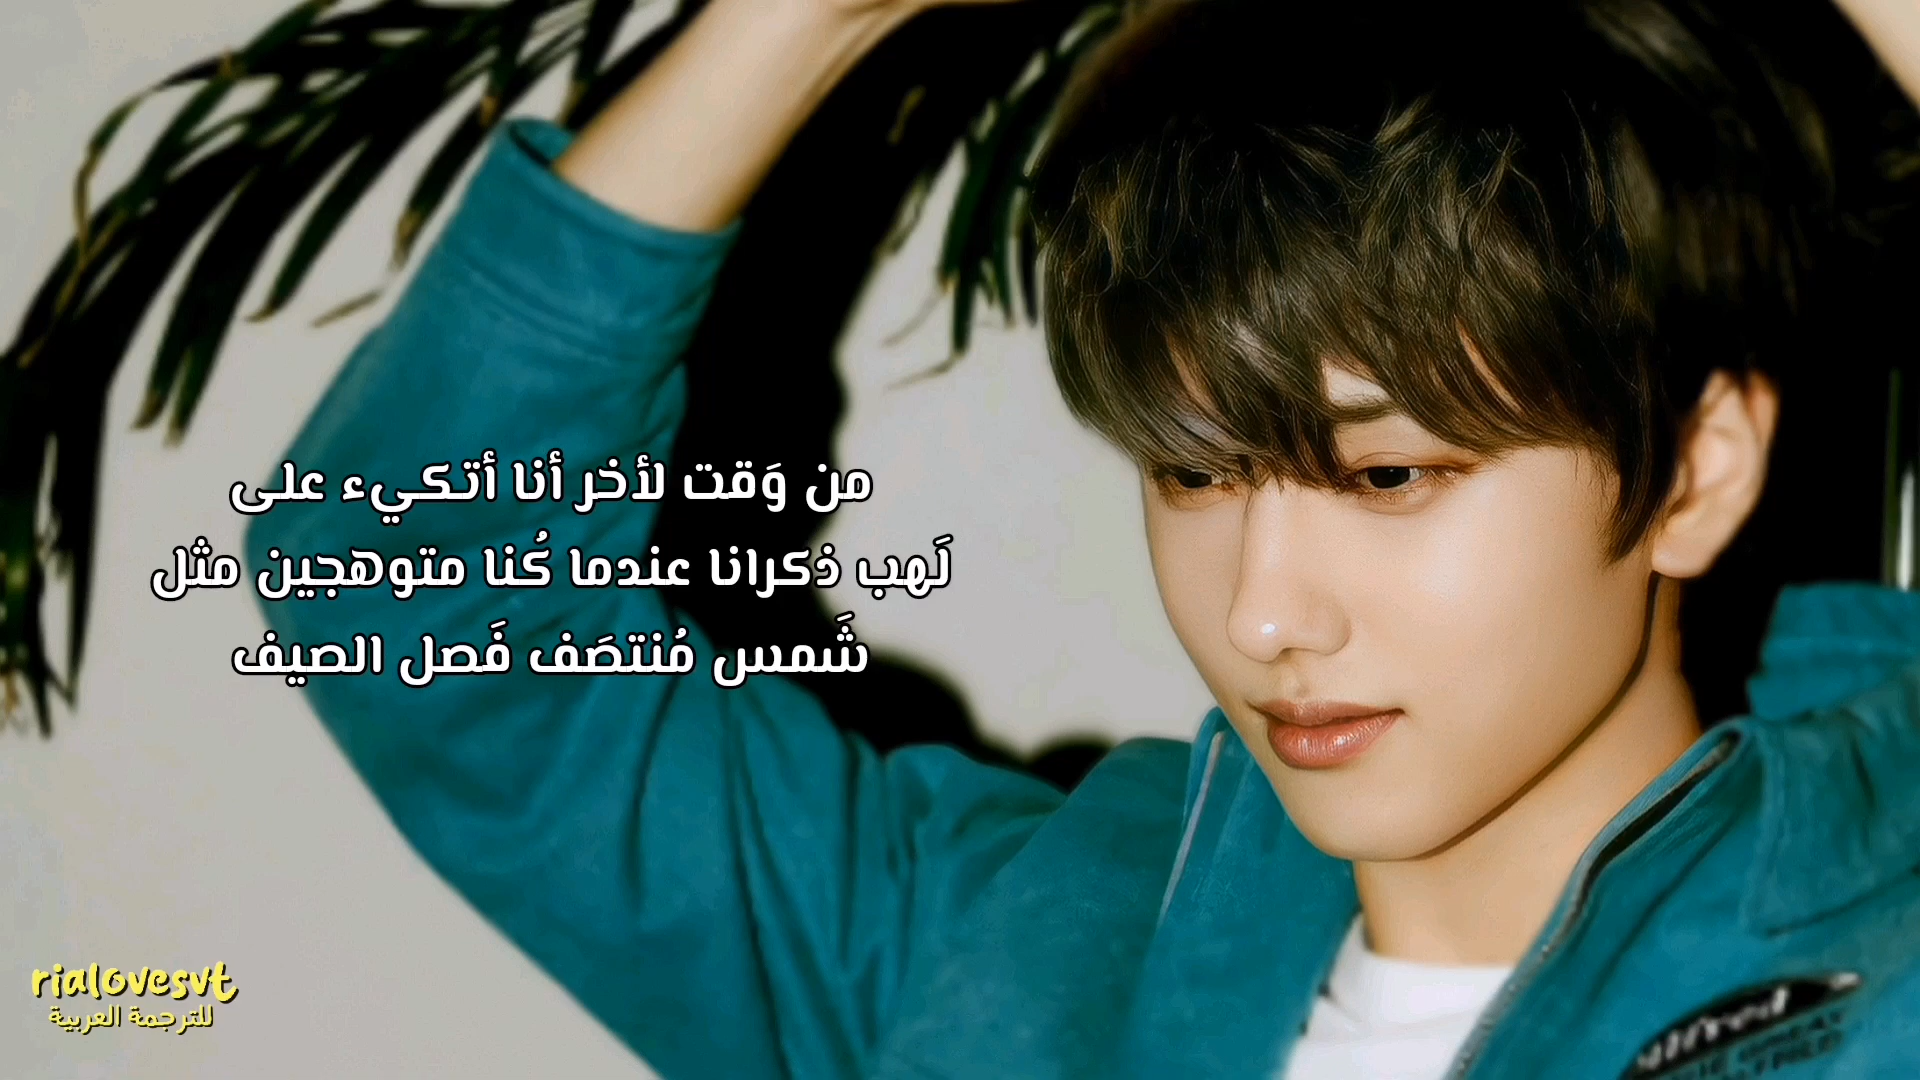 من وَقت لأخر أنا أتكيء على
لَهب ذكرانا عندما كُنا متوهجين مثل
شَمس مُنتصَف فَصل الصيف
rialovesvt
للترجمة العربية